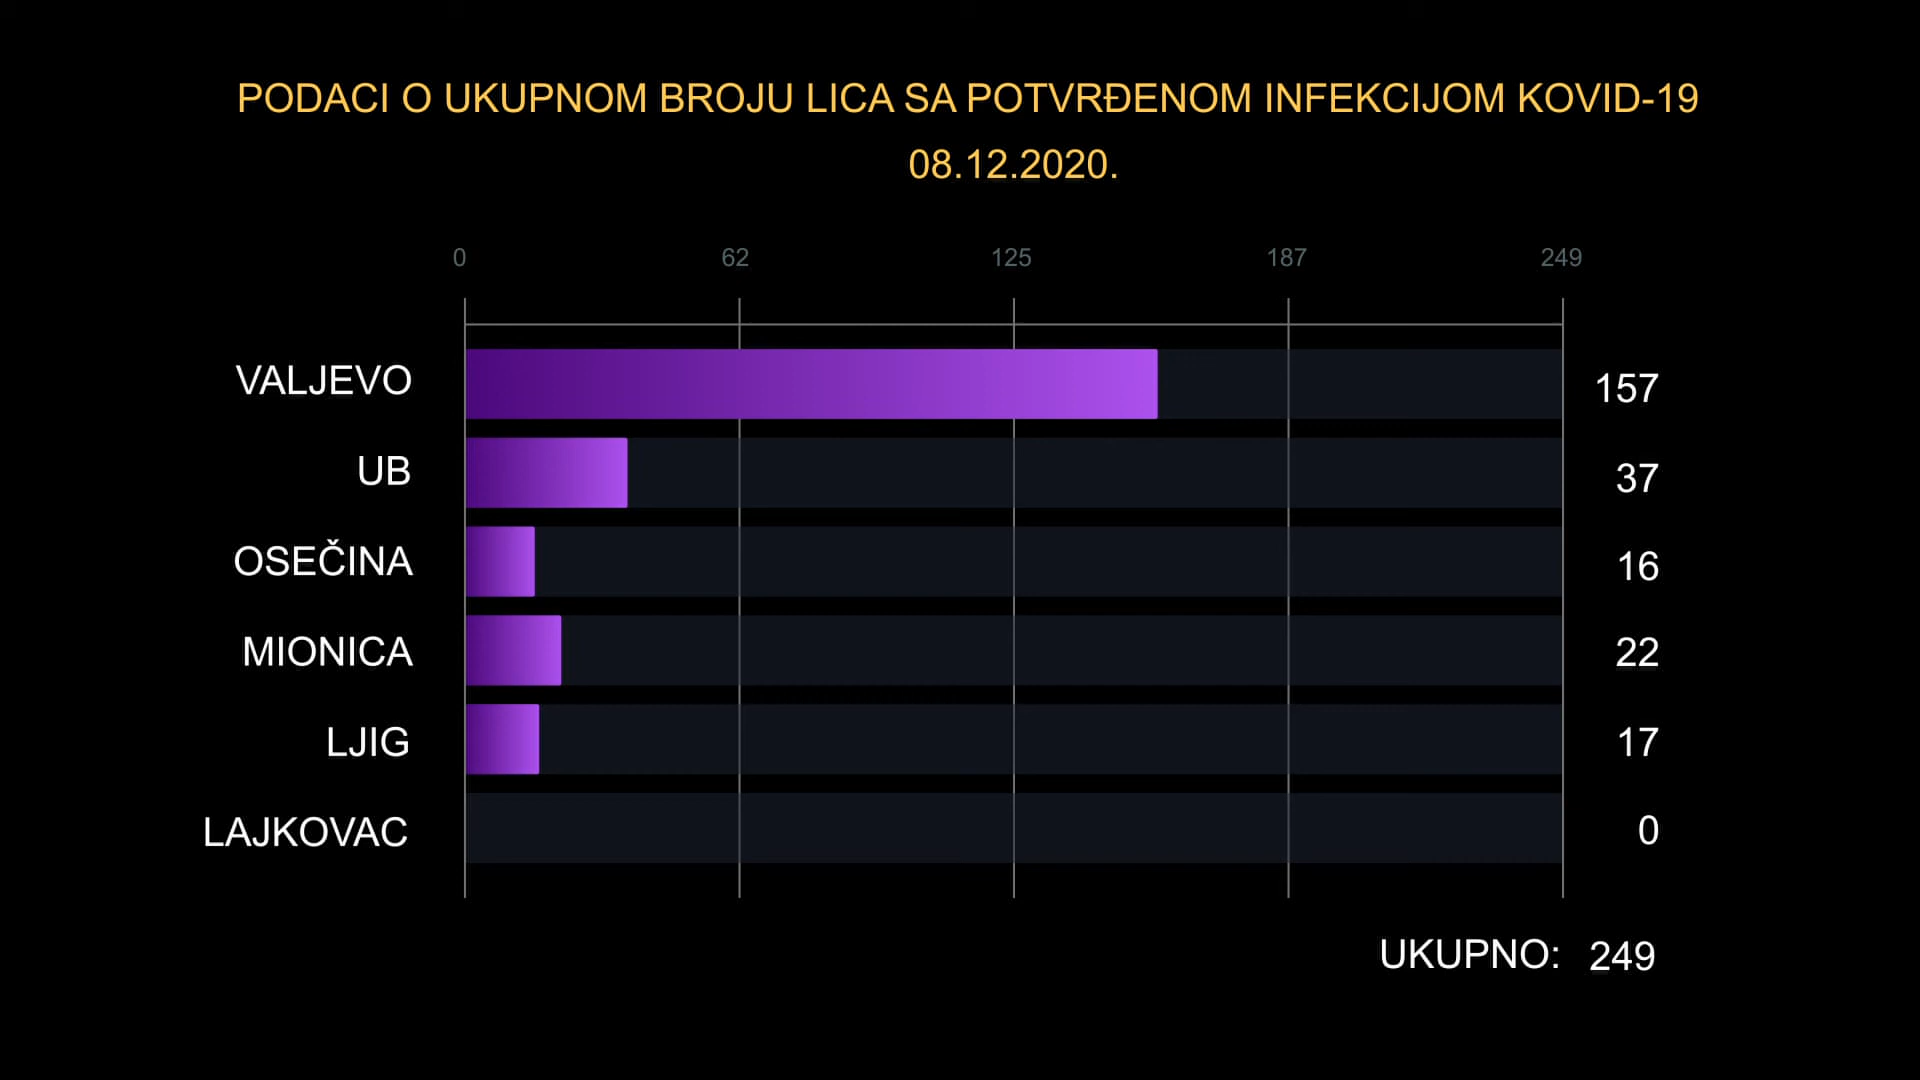 PODACI O UKUPNOM BROJU LICA SA POTVRĐENOM INFEKCIJOM KOVID-19
08.12.2020.
0 62 125 187 249
VALJEVO 157
UB 37
OSEČINA 16
MIONICA 22
LJIG 17
LAJKOVAC 0
UKUPNO: 249